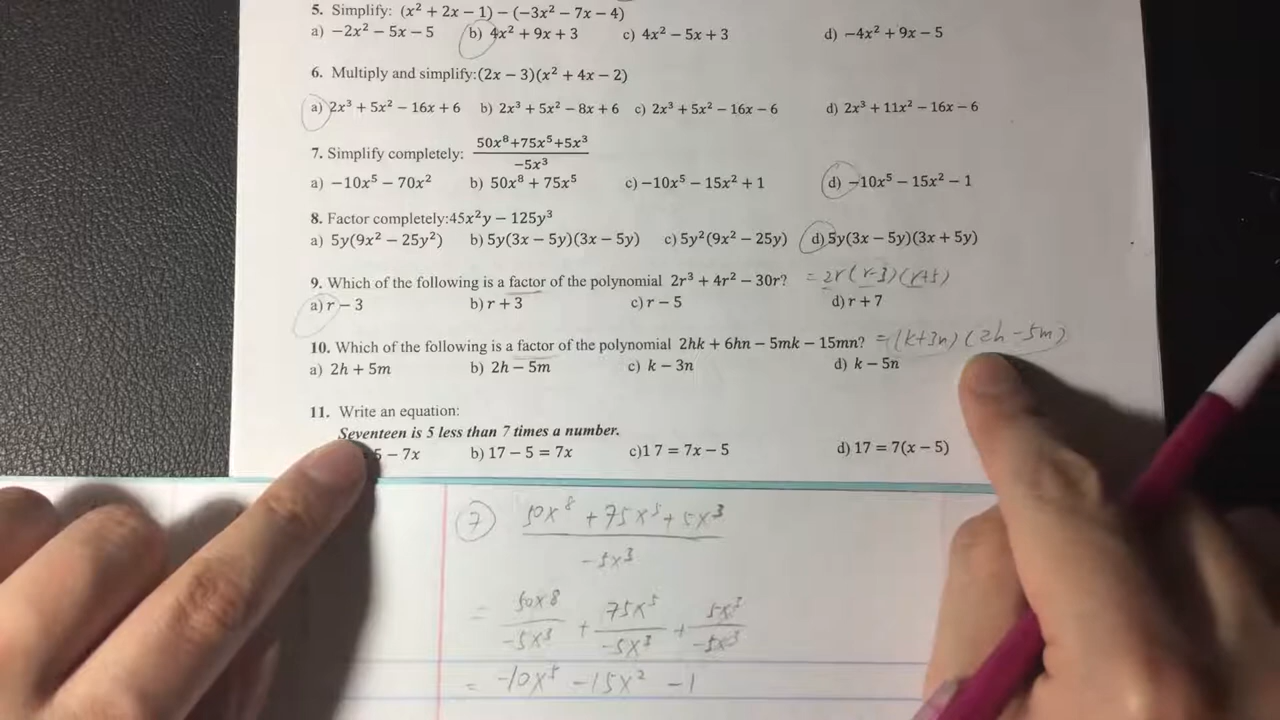 5. Simplify: (x² + 2x − 1) − (−3x² − 7x − 4)
a) −2x² − 5x − 5 b) 4x² + 9x + 3 c) 4x² − 5x + 3 d) −4x² + 9x − 5
6. Multiply and simplify:(2x − 3)(x² + 4x − 2)
a) 2x³ + 5x² − 16x + 6 b) 2x³ + 5x² − 8x + 6 c) 2x³ + 5x² − 16x − 6 d) 2x³ + 11x² − 16x − 6
7. Simplify completely: 50x⁸+75x⁵+5x³
−5x³
a) −10x⁵ − 70x² b) 50x⁸ + 75x⁵ c) −10x⁵ − 15x² + 1 d) −10x⁵ − 15x² − 1
8. Factor completely:45x²y − 125y³
a) 5y(9x² − 25y²) b) 5y(3x − 5y)(3x − 5y) c) 5y²(9x² − 25y) d) 5y(3x − 5y)(3x + 5y)
9. Which of the following is a factor of the polynomial 2r³ + 4r² − 30r? = 2r(r-3)(r+5)
a) r − 3 b) r + 3 c) r − 5 d) r + 7
10. Which of the following is a factor of the polynomial 2hk + 6hn − 5mk − 15mn? = (k+3n)(2h-5m)
a) 2h + 5m b) 2h − 5m c) k − 3n d) k − 5n
11. Write an equation:
Seventeen is 5 less than 7 times a number.
5 − 7x b) 17 − 5 = 7x c)17 = 7x − 5 d) 17 = 7(x − 5)
7 50x⁸ + 75x⁵ + 5x³
-5x³
= 50x⁸ + 75x⁵ + 5x³
-5x³ -5x³ -5x³
= -10x⁵ -15x² -1